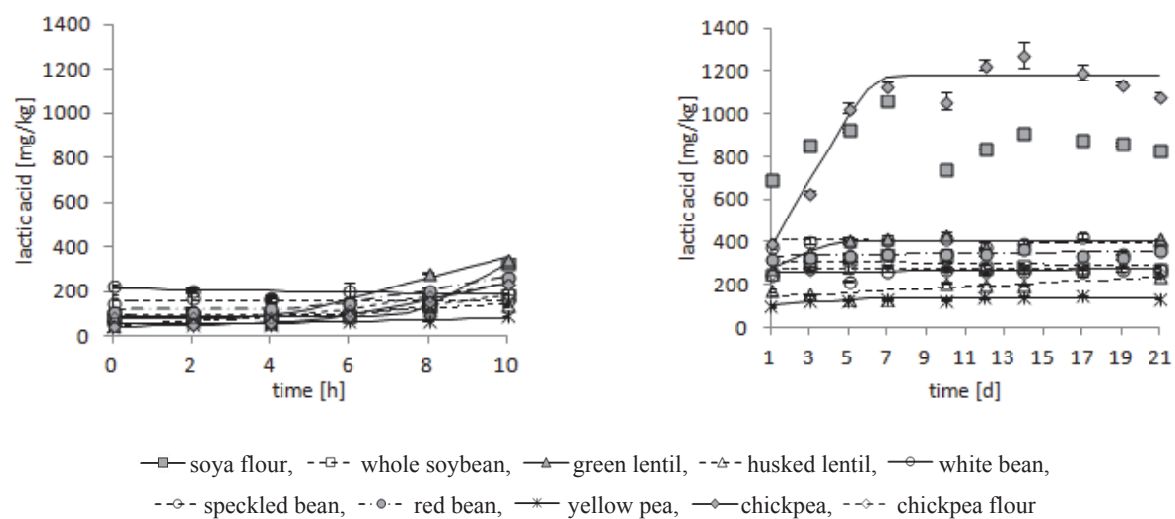 1400
1200
1000
800
600
400
200
0
lactic acid [mg/kg]
0 2 4 6 8 10
time [h]
1400
1200
1000
800
600
400
200
0
lactic acid [mg/kg]
1 3 5 7 9 11 13 15 17 19 21
time [d]
soya flour, whole soybean, green lentil, husked lentil, white bean,
speckled bean, red bean, yellow pea, chickpea, chickpea flour